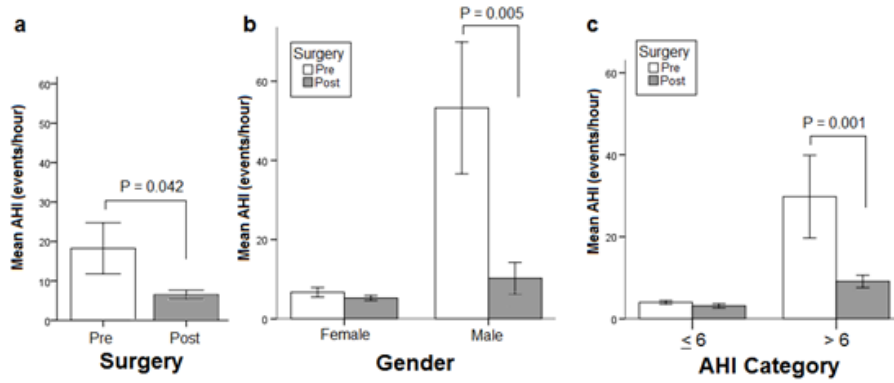 a
Mean AHI (events/hour)
60
50
40
30
20
10
0
P = 0.042
Pre
Post
Surgery
b
Mean AHI (events/hour)
60
40
20
0
Surgery
Pre
Post
P = 0.005
Female
Male
Gender
c
Mean AHI (events/hour)
60
40
20
0
Surgery
Pre
Post
P = 0.001
≤ 6
> 6
AHI Category